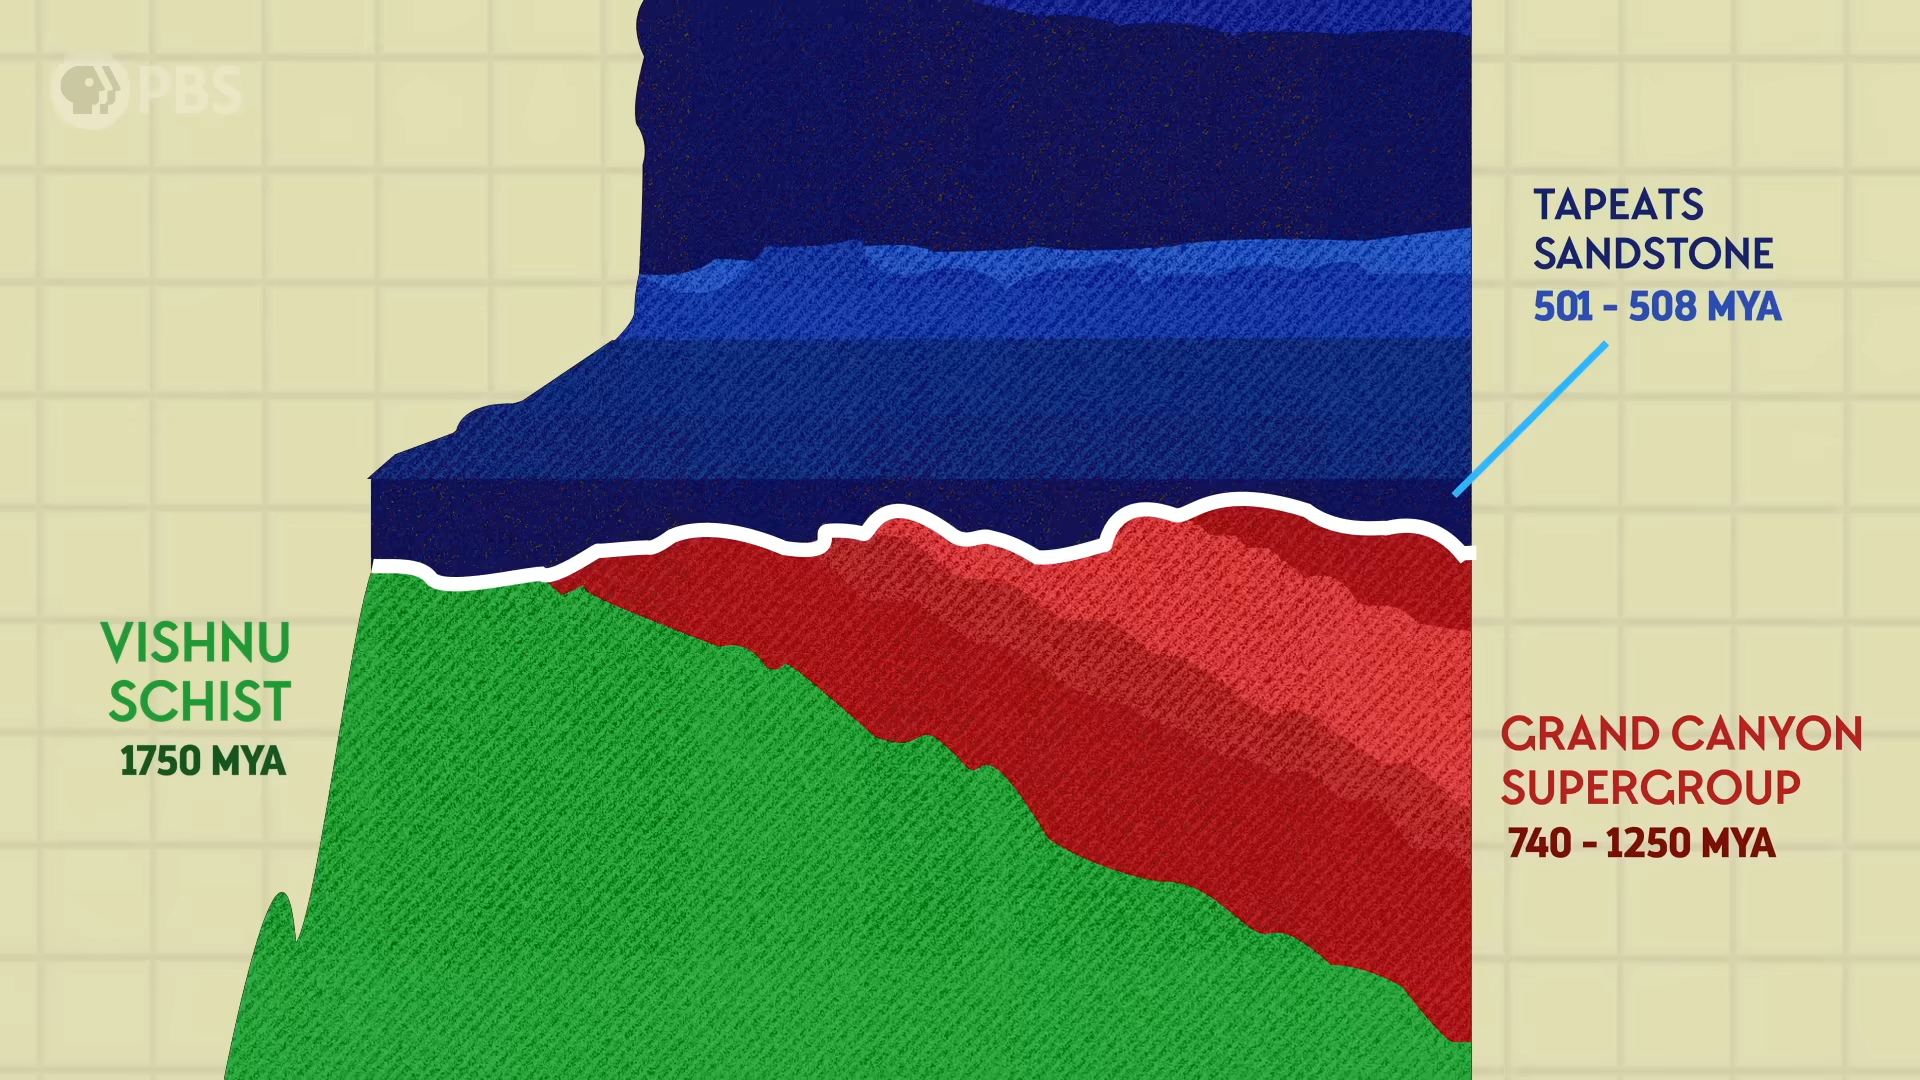 PBS
TAPEATS
SANDSTONE
501 - 508 MYA
VISHNU
SCHIST
1750 MYA
GRAND CANYON
SUPERGROUP
740 - 1250 MYA